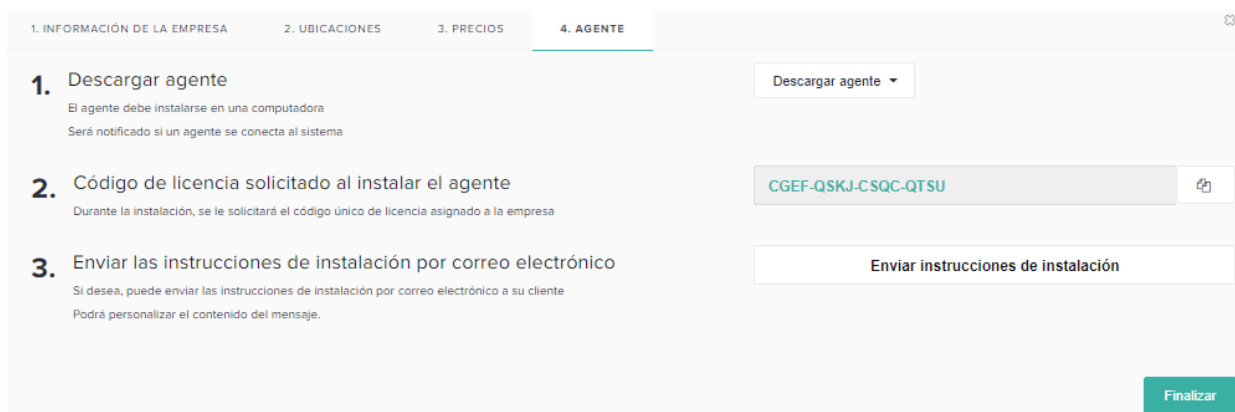 1. INFORMACIÓN DE LA EMPRESA 2. UBICACIONES 3. PRECIOS 4. AGENTE
1. Descargar agente
Descargar agente
El agente debe instalarse en una computadora
Será notificado si un agente se conecta al sistema
2. Código de licencia solicitado al instalar el agente
CGEF-QSKJ-CSQC-QTSU
Durante la instalación, se le solicitará el código único de licencia asignado a la empresa
3. Enviar las instrucciones de instalación por correo electrónico
Enviar instrucciones de instalación
Si desea, puede enviar las instrucciones de instalación por correo electrónico a su cliente
Podrá personalizar el contenido del mensaje.
Finalizar